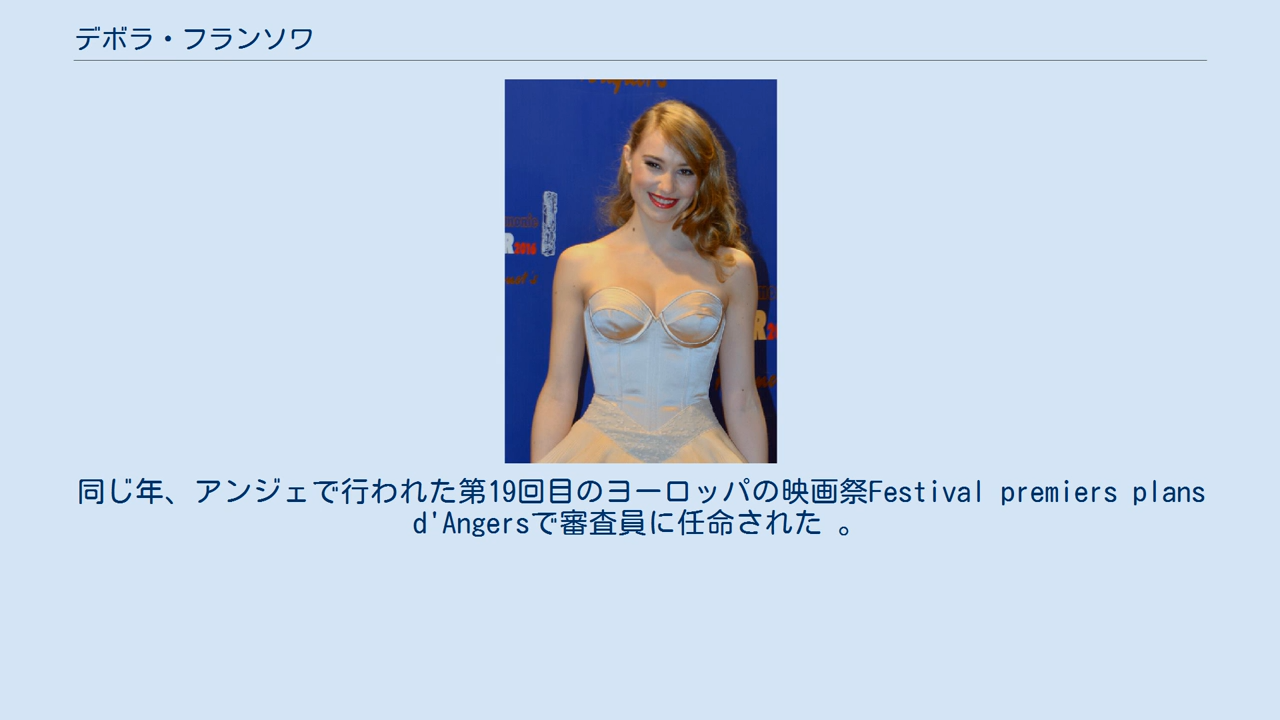 デボラ・フランソワ
monie
R2016
R
同じ年、アンジェで行われた第19回目のヨーロッパの映画祭Festival premiers plans
d'Angersで審査員に任命された 。